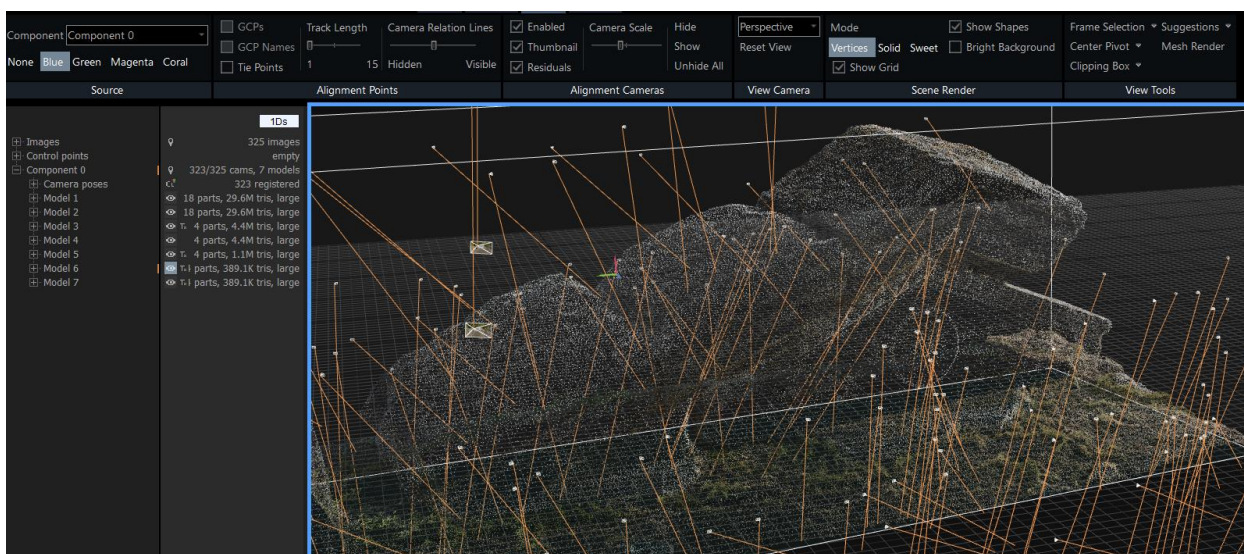 Component Component 0
None Blue Green Magenta Coral
Source
GCPs
GCP Names
Tie Points
Track Length
1 15
Camera Relation Lines
Hidden Visible
Alignment Points
Enabled
Thumbnail
Residuals
Camera Scale
Hide
Show
Unhide All
Alignment Cameras
Perspective
Reset View
View Camera
Mode
Vertices Solid Sweet
Show Grid
Show Shapes
Bright Background
Scene Render
Frame Selection Suggestions
Center Pivot Mesh Render
Clipping Box
View Tools
1Ds
Images 325 images
Control points empty
Component 0 323/325 cams, 7 models
Camera poses 323 registered
Model 1 18 parts, 29.6M tris, large
Model 2 18 parts, 29.6M tris, large
Model 3 4 parts, 4.4M tris, large
Model 4 4 parts, 4.4M tris, large
Model 5 4 parts, 1.1M tris, large
Model 6 parts, 389.1K tris, large
Model 7 parts, 389.1K tris, large